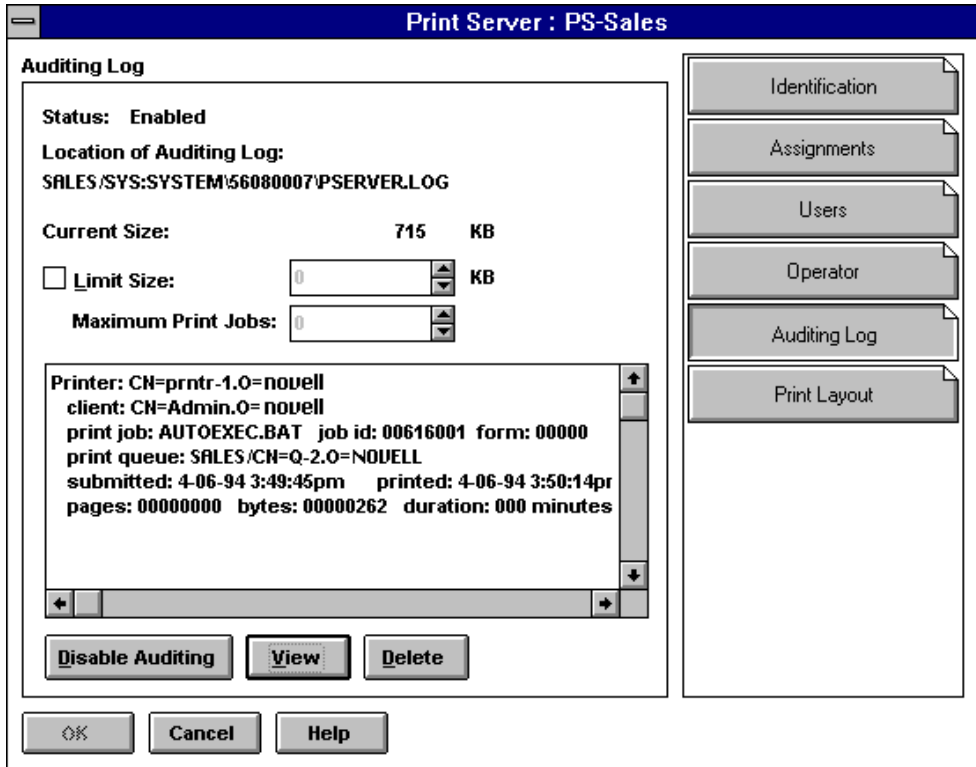 Print Server : PS-Sales
Auditing Log
Status: Enabled
Location of Auditing Log:
SALES/SYS:SYSTEM\56080007\PSERVER.LOG
Current Size: 715 KB
Limit Size: 0 KB
Maximum Print Jobs: 0
Printer: CN=prntr-1.O=novell
client: CN=Admin.O=novell
print job: AUTOEXEC.BAT job id: 00616001 form: 00000
print queue: SALES/CN=Q-2.O=NOVELL
submitted: 4-06-94 3:49:45pm printed: 4-06-94 3:50:14pr
pages: 00000000 bytes: 00000262 duration: 000 minutes
Disable Auditing View Delete
OK Cancel Help
Identification
Assignments
Users
Operator
Auditing Log
Print Layout